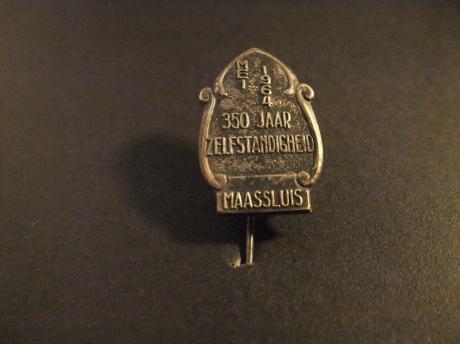 MEI 1964
350 JAAR
ZELFSTANDIGHEID
MAASSLUIS